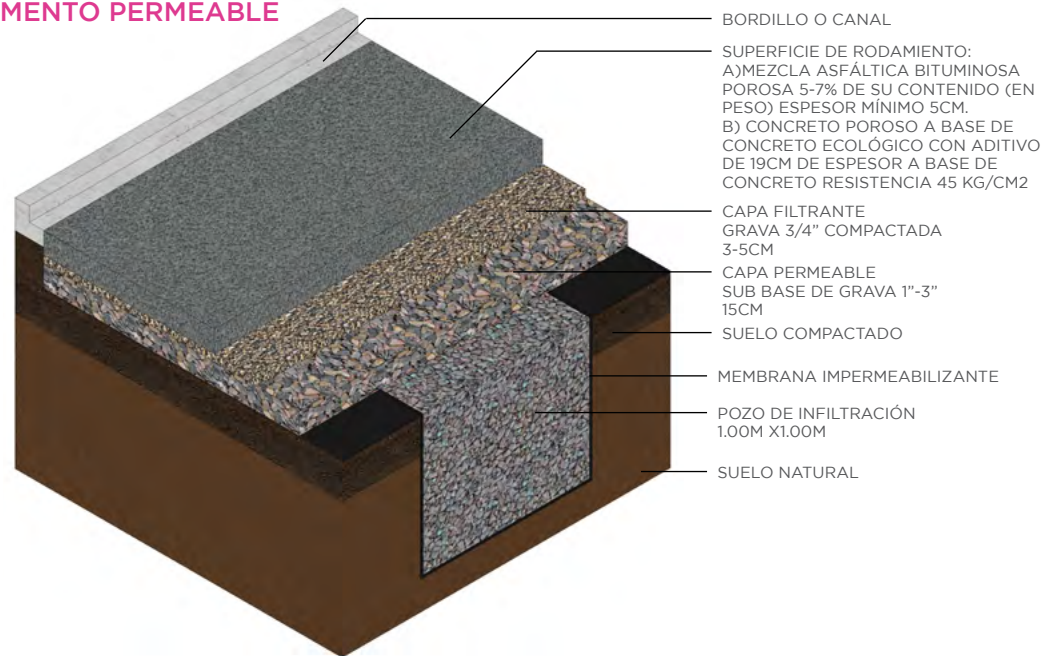 MENTO PERMEABLE
BORDILLO O CANAL
SUPERFICIE DE RODAMIENTO:
A)MEZCLA ASFÁLTICA BITUMINOSA
POROSA 5-7% DE SU CONTENIDO (EN
PESO) ESPESOR MÍNIMO 5CM.
B) CONCRETO POROSO A BASE DE
CONCRETO ECOLÓGICO CON ADITIVO
DE 19CM DE ESPESOR A BASE DE
CONCRETO RESISTENCIA 45 KG/CM2
CAPA FILTRANTE
GRAVA 3/4" COMPACTADA
3-5CM
CAPA PERMEABLE
SUB BASE DE GRAVA 1"-3"
15CM
SUELO COMPACTADO
MEMBRANA IMPERMEABILIZANTE
POZO DE INFILTRACIÓN
1.00M X1.00M
SUELO NATURAL